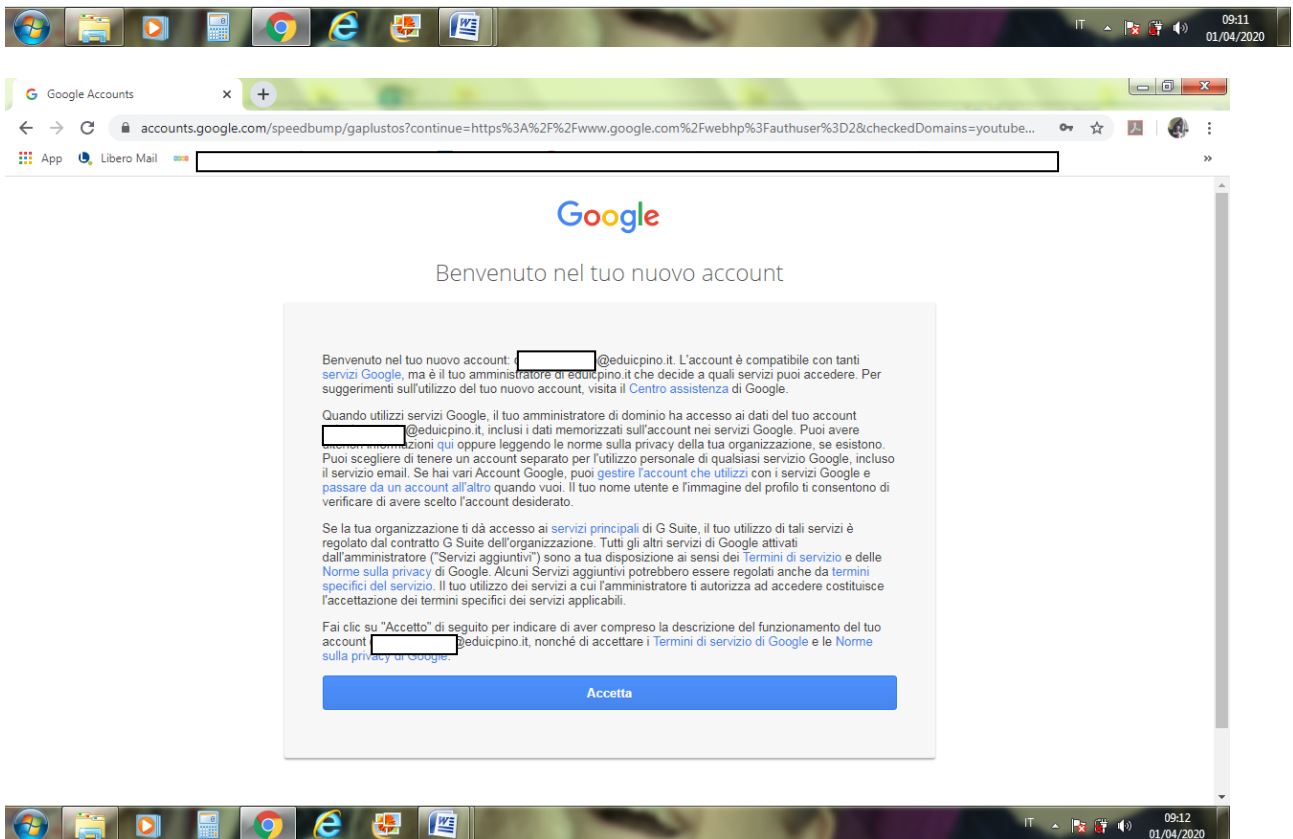 IT
09:11
01/04/2020
Google Accounts
accounts.google.com/speedbump/gaplustos?continue=https%3A%2F%2Fwww.google.com%2Fwebhp%3Fauthuser%3D2&checkedDomains=youtube...
App Libero Mail »
Google
Benvenuto nel tuo nuovo account
Benvenuto nel tuo nuovo account: @eduicpino.it. L'account è compatibile con tanti
servizi Google, ma è il tuo amministratore di eduicpino.it che decide a quali servizi puoi accedere. Per
suggerimenti sull'utilizzo del tuo nuovo account, visita il Centro assistenza di Google.
Quando utilizzi servizi Google, il tuo amministratore di dominio ha accesso ai dati del tuo account
@eduicpino.it, inclusi i dati memorizzati sull'account nei servizi Google. Puoi avere
ulteriori informazioni qui oppure leggendo le norme sulla privacy della tua organizzazione, se esistono.
Puoi scegliere di tenere un account separato per l'utilizzo personale di qualsiasi servizio Google, incluso
il servizio email. Se hai vari Account Google, puoi gestire l'account che utilizzi con i servizi Google e
passare da un account all'altro quando vuoi. Il tuo nome utente e l'immagine del profilo ti consentono di
verificare di avere scelto l'account desiderato.
Se la tua organizzazione ti dà accesso ai servizi principali di G Suite, il tuo utilizzo di tali servizi è
regolato dal contratto G Suite dell'organizzazione. Tutti gli altri servizi di Google attivati
dall'amministratore ("Servizi aggiuntivi") sono a tua disposizione ai sensi dei Termini di servizio e delle
Norme sulla privacy di Google. Alcuni Servizi aggiuntivi potrebbero essere regolati anche da termini
specifici del servizio. Il tuo utilizzo dei servizi a cui l'amministratore ti autorizza ad accedere costituisce
l'accettazione dei termini specifici dei servizi applicabili.
Fai clic su "Accetto" di seguito per indicare di aver compreso la descrizione del funzionamento del tuo
account @eduicpino.it, nonché di accettare i Termini di servizio di Google e le Norme
sulla privacy di Google.
Accetta
IT
09:12
01/04/2020